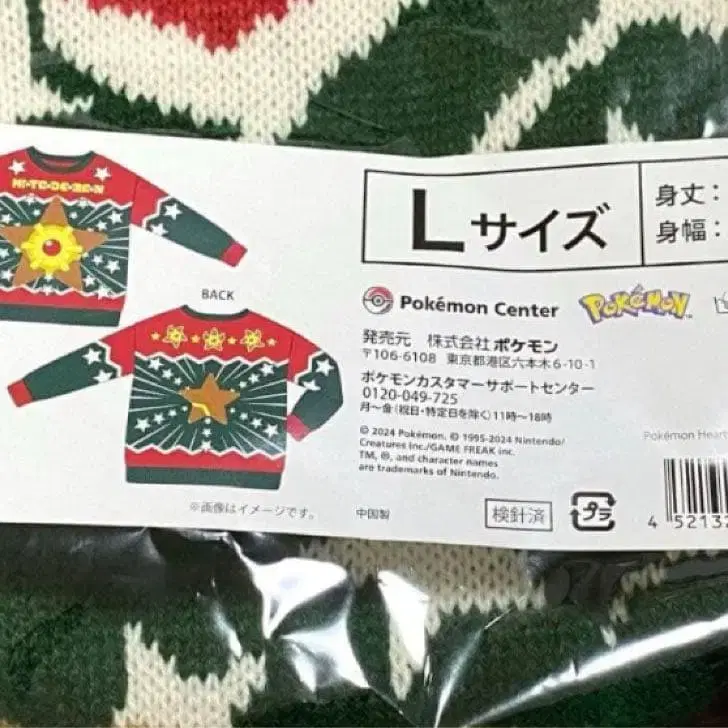 HI·TO·DE·MA·N
BACK
Lサイズ
身丈：
身幅：
Pokémon Center
POKéMON
発売元　株式会社 ポケモン
〒106-6108　東京都港区六本木6-10-1
ポケモンカスタマーサポートセンター
0120-049-725
月〜金(祝日・特定日を除く)11時〜18時
© 2024 Pokémon. © 1995-2024 Nintendo/
Creatures Inc./GAME FREAK inc.
TM, ®, and character names
are trademarks of Nintendo.
※画像はイメージです。
中国製
検針済
プラ
Pokémon Heart
4 52132